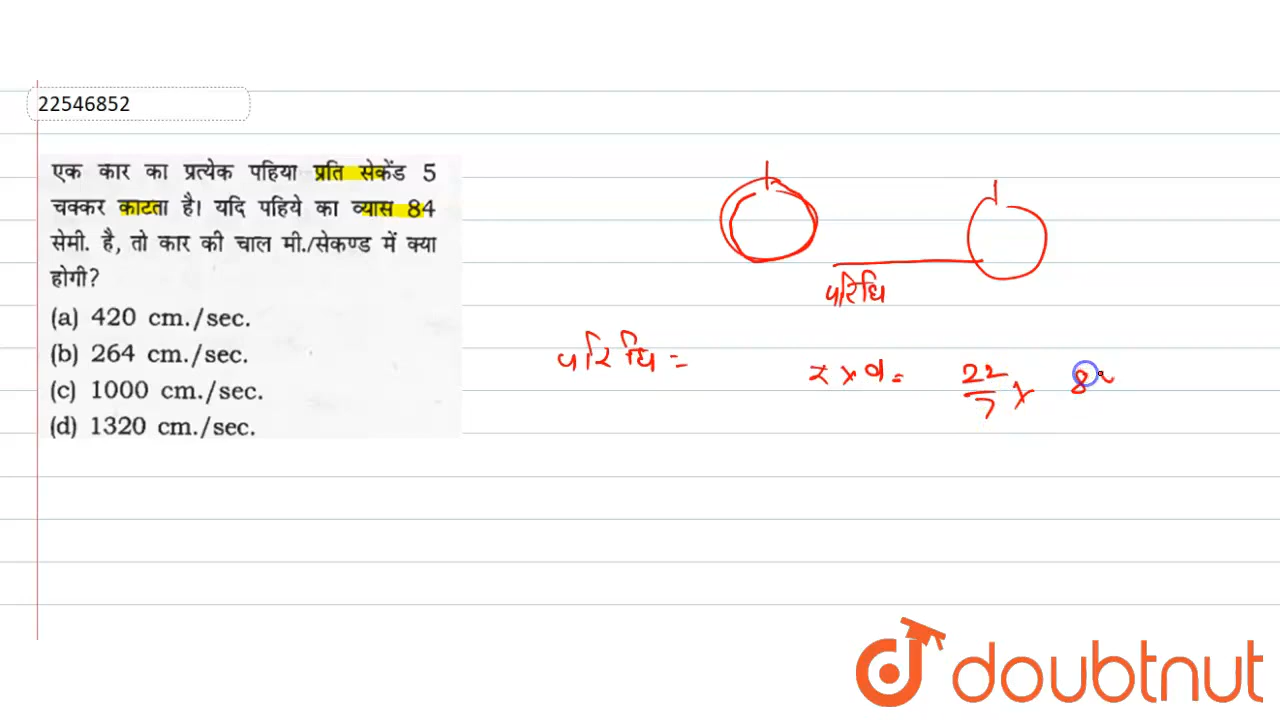 22546852
एक कार का प्रत्येक पहिया प्रति सेकेंड 5
चक्कर काटता है। यदि पहिये का व्यास 84
सेमी. है, तो कार की चाल मी./सेकण्ड में क्या
होगी?
(a) 420 cm./sec.
(b) 264 cm./sec.
(c) 1000 cm./sec.
(d) 1320 cm./sec.
परिधि
परिधि = π × d = 22/7 × 84
doubtnut